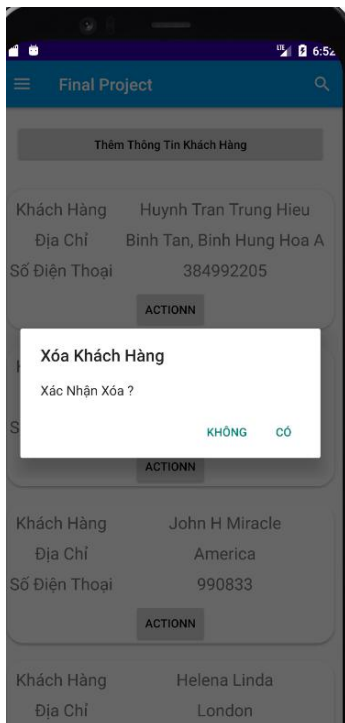 LTE 6:52
Final Project
Thêm Thông Tin Khách Hàng
Khách Hàng Huynh Tran Trung Hieu
Địa Chỉ Binh Tan, Binh Hung Hoa A
Số Điện Thoại 384992205
ACTIONN
Xóa Khách Hàng
Xác Nhận Xóa ?
KHÔNG CÓ
ACTIONN
Khách Hàng John H Miracle
Địa Chỉ America
Số Điện Thoại 990833
ACTIONN
Khách Hàng Helena Linda
Địa Chỉ London